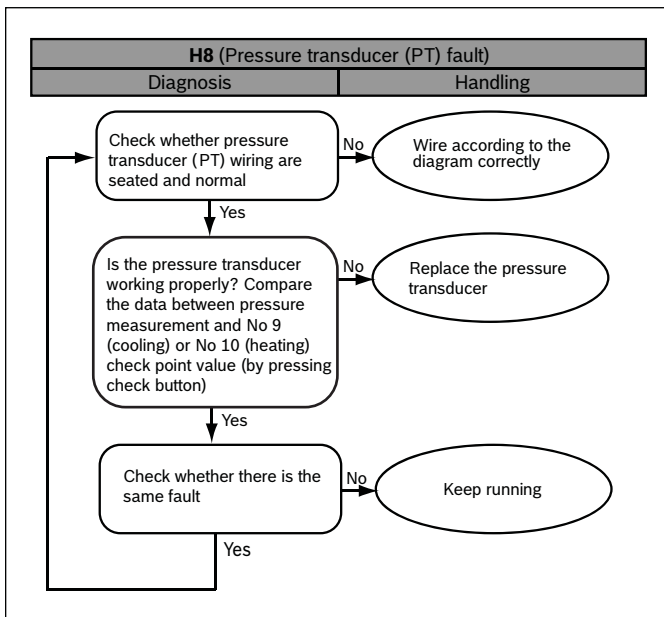 H8 (Pressure transducer (PT) fault)
Diagnosis
Handling
Check whether pressure
transducer (PT) wiring are
seated and normal
No
Wire according to the
diagram correctly
Yes
Is the pressure transducer
working properly? Compare
the data between pressure
measurement and No 9
(cooling) or No 10 (heating)
check point value (by pressing
check button)
No
Replace the pressure
transducer
Yes
Check whether there is the
same fault
No
Keep running
Yes